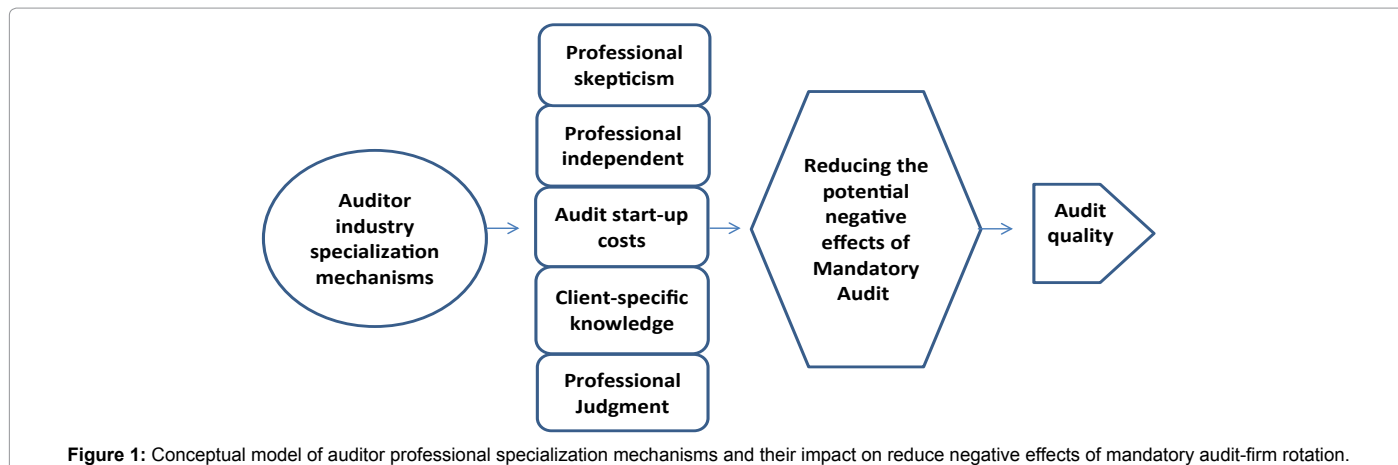 Auditor
industry
specialization
mechanisms
Professional
skepticism
Professional
independent
Audit start-up
costs
Client-specific
knowledge
Professional
Judgment
Reducing the
potential
negative
effects of
Mandatory
Audit
Audit
quality
Figure 1: Conceptual model of auditor professional specialization mechanisms and their impact on reduce negative effects of mandatory audit-firm rotation.